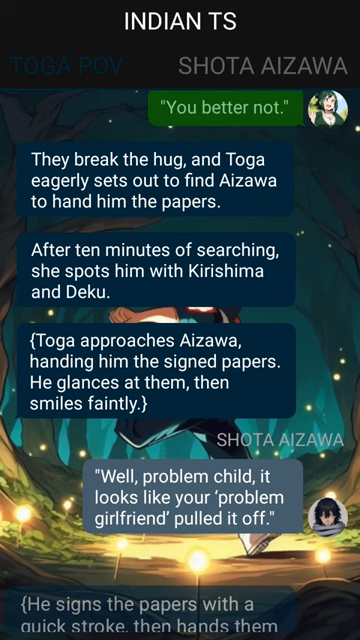 INDIAN TS
TOGA POV
SHOTA AIZAWA
"You better not."
They break the hug, and Toga
eagerly sets out to find Aizawa
to hand him the papers.
After ten minutes of searching,
she spots him with Kirishima
and Deku.
{Toga approaches Aizawa,
handing him the signed papers.
He glances at them, then
smiles faintly.}
SHOTA AIZAWA
"Well, problem child, it
looks like your ‘problem
girlfriend’ pulled it off."
{He signs the papers with a
quick stroke, then hands them